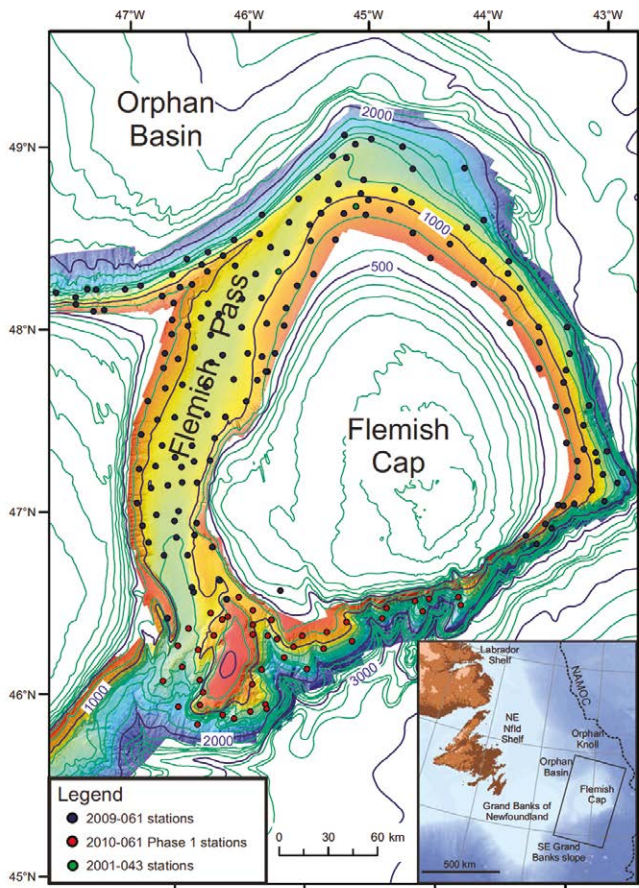 47°W 46°W 45°W 44°W 43°W
Orphan
Basin
2000
49°N
1000
500
48°N
Flemish Pass
Flemish
Cap
47°N
46°N
3000
1000
2000
Legend
2009-061 stations
2010-061 Phase 1 stations
2001-043 stations
0 30 60 km
45°N
Labrador
Shelf
NAMOC
NE
Nfld
Shelf
Orphan
Knoll
Orphan
Basin
Flemish
Cap
Grand Banks of
Newfoundland
SE Grand
Banks slope
500 km